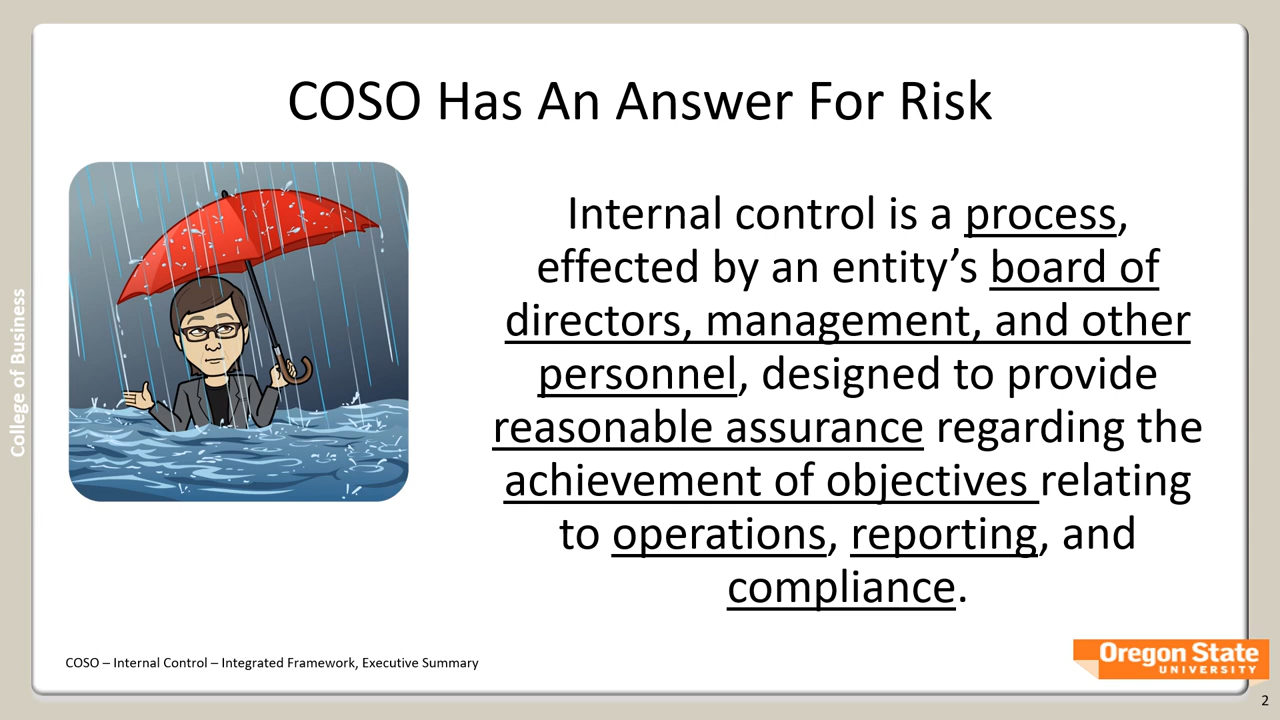 COSO Has An Answer For Risk
College of Business
Internal control is a process,
effected by an entity’s board of
directors, management, and other
personnel, designed to provide
reasonable assurance regarding the
achievement of objectives relating
to operations, reporting, and
compliance.
COSO – Internal Control – Integrated Framework, Executive Summary
Oregon State
UNIVERSITY
2